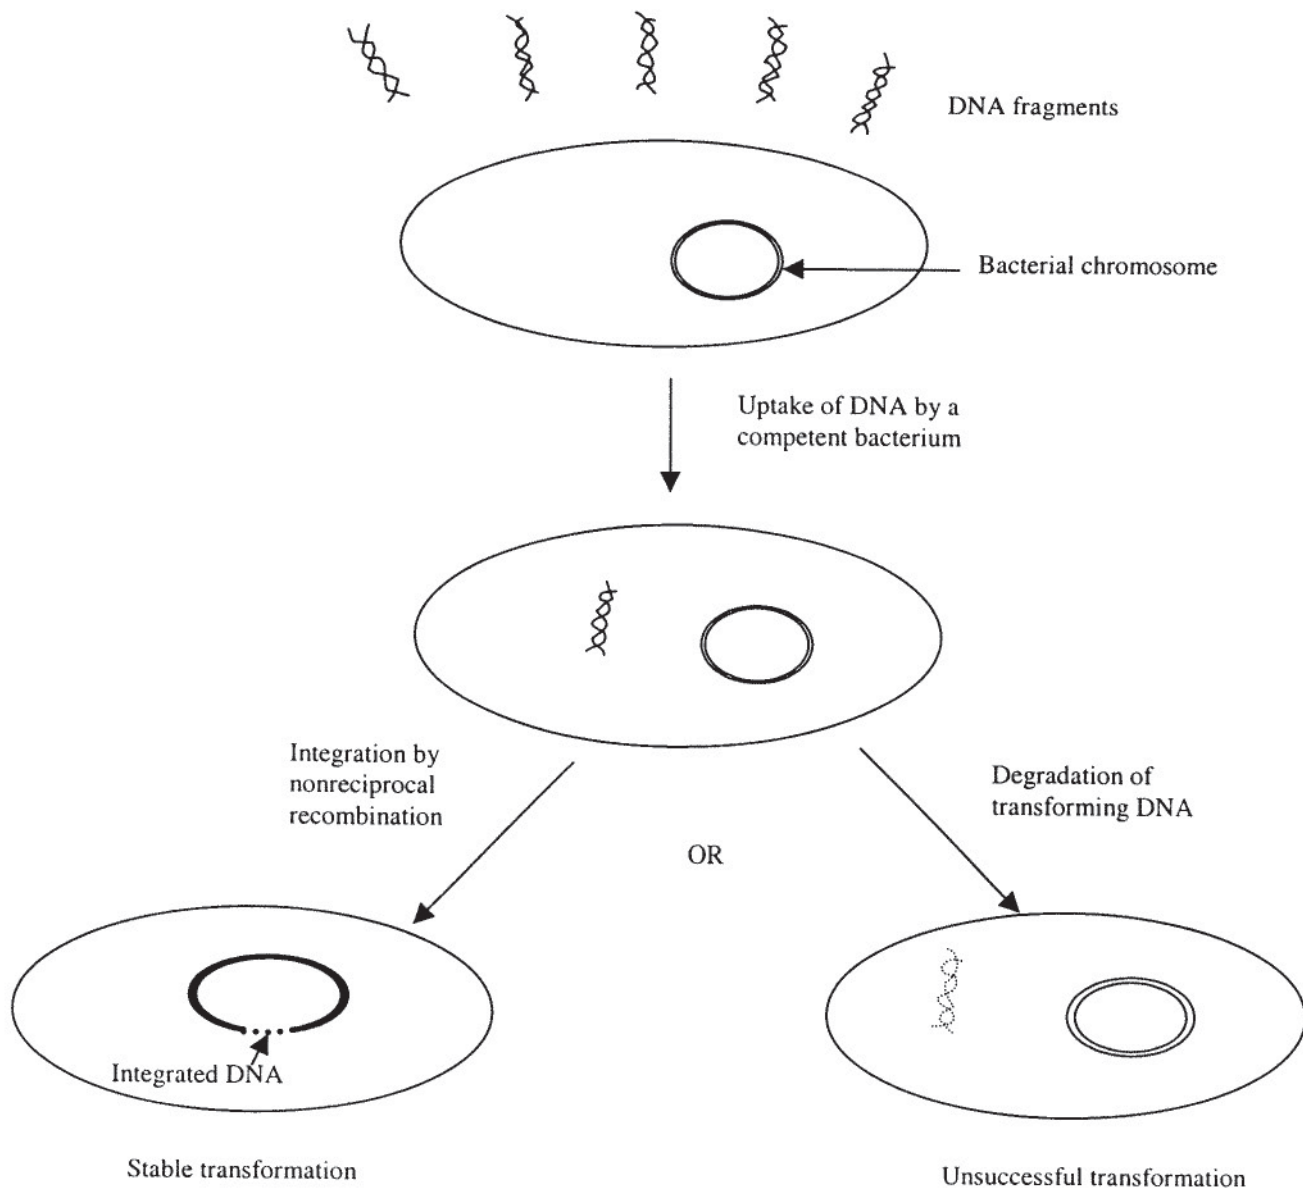 DNA fragments
Bacterial chromosome
Uptake of DNA by a
competent bacterium
Integration by
nonreciprocal
recombination
Degradation of
transforming DNA
OR
Integrated DNA
Stable transformation
Unsuccessful transformation